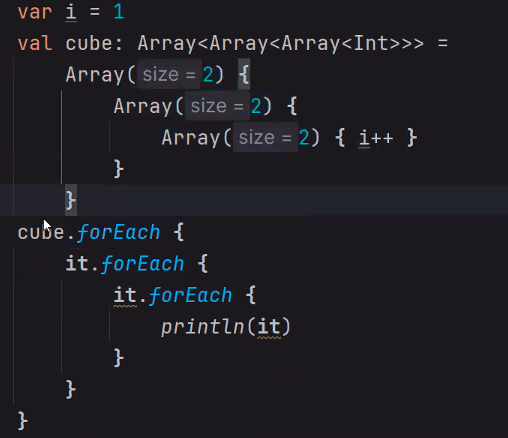 var i = 1
val cube: Array<Array<Array<Int>>> =
    Array( size = 2) {
        Array( size = 2) {
            Array( size = 2) { i++ }
        }
    }
cube.forEach {
    it.forEach {
        it.forEach {
            println(it)
        }
    }
}